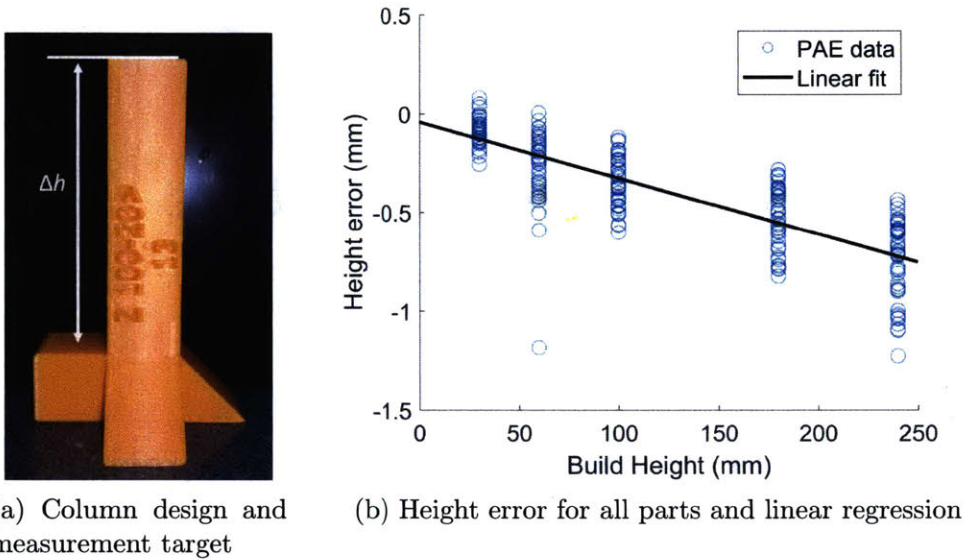 Δh
Z 100-20A
13
0.5
0
-0.5
-1
-1.5
Height error (mm)
PAE data
Linear fit
0 50 100 150 200 250
Build Height (mm)
a) Column design and
measurement target
(b) Height error for all parts and linear regression